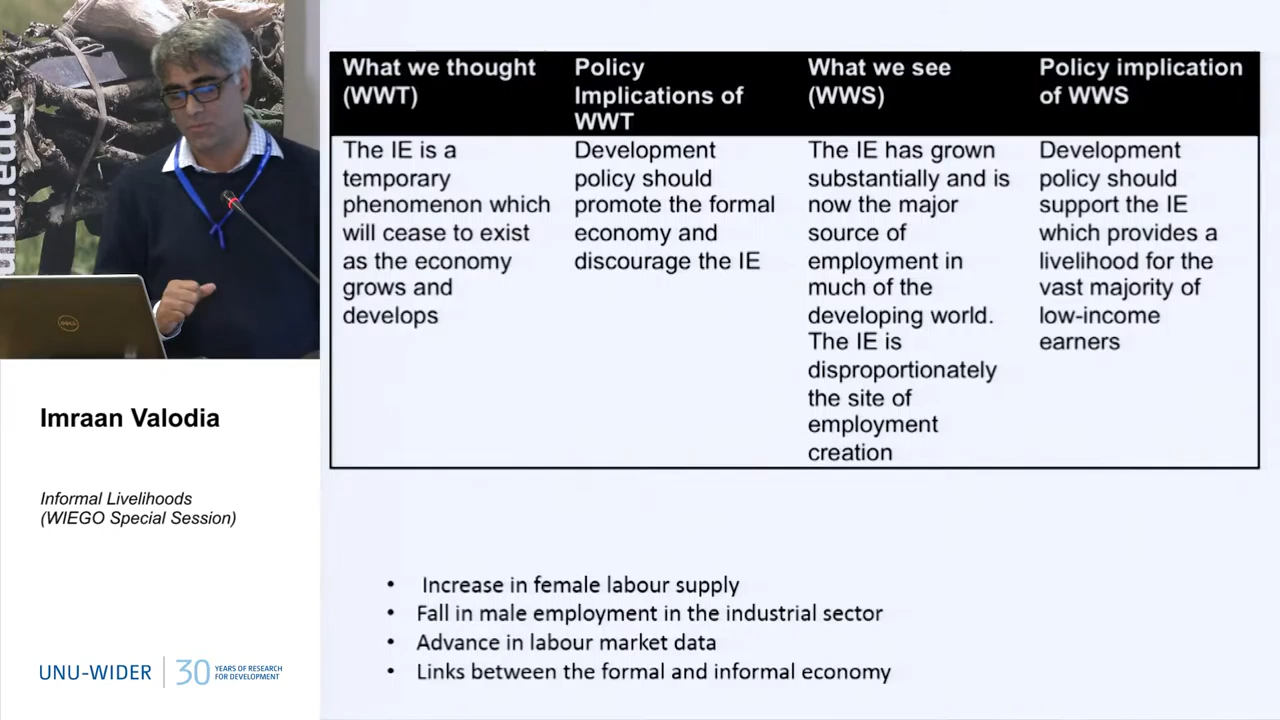 unu.edu
DELL
Imraan Valodia
Informal Livelihoods
(WIEGO Special Session)
UNU-WIDER
30 YEARS OF RESEARCH
FOR DEVELOPMENT
What we thought
(WWT)
Policy
Implications of
WWT
What we see
(WWS)
Policy implication
of WWS
The IE is a
temporary
phenomenon which
will cease to exist
as the economy
grows and
develops
Development
policy should
promote the formal
economy and
discourage the IE
The IE has grown
substantially and is
now the major
source of
employment in
much of the
developing world.
The IE is
disproportionately
the site of
employment
creation
Development
policy should
support the IE
which provides a
livelihood for the
vast majority of
low-income
earners
• Increase in female labour supply
• Fall in male employment in the industrial sector
• Advance in labour market data
• Links between the formal and informal economy